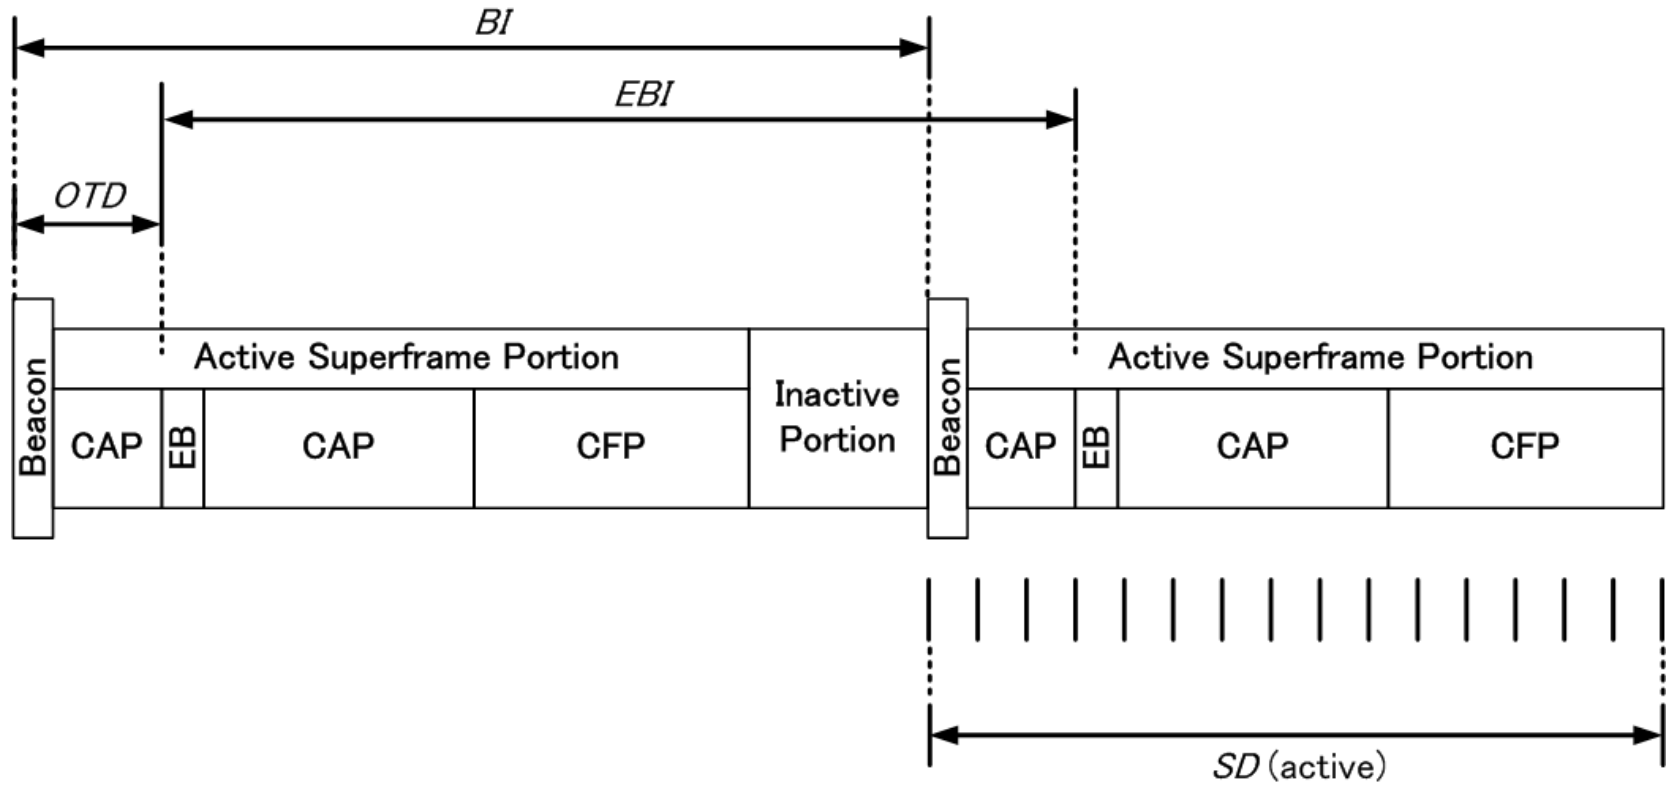 BI
EBI
OTD
Beacon
Active Superframe Portion
CAP
EB
CAP
CFP
Inactive
Portion
Beacon
Active Superframe Portion
CAP
EB
CAP
CFP
SD (active)